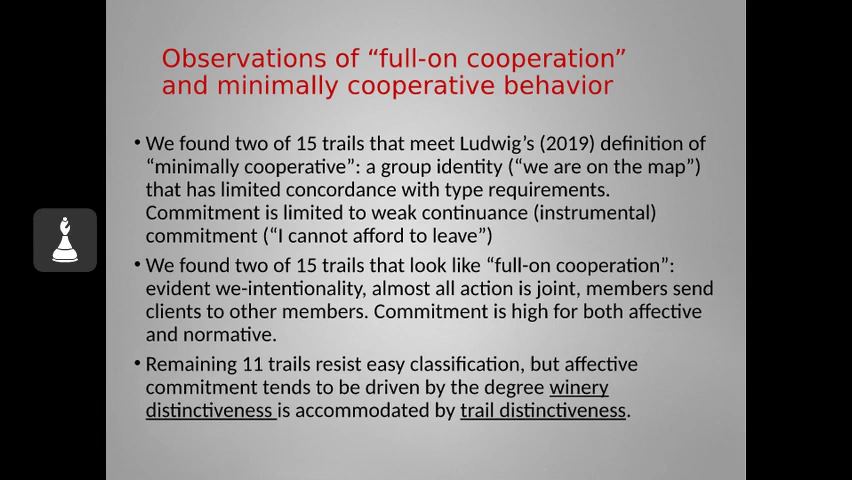 Observations of “full-on cooperation”
and minimally cooperative behavior
• We found two of 15 trails that meet Ludwig’s (2019) definition of
“minimally cooperative”: a group identity (“we are on the map”)
that has limited concordance with type requirements.
Commitment is limited to weak continuance (instrumental)
commitment (“I cannot afford to leave”)
• We found two of 15 trails that look like “full-on cooperation”:
evident we-intentionality, almost all action is joint, members send
clients to other members. Commitment is high for both affective
and normative.
• Remaining 11 trails resist easy classification, but affective
commitment tends to be driven by the degree winery
distinctiveness is accommodated by trail distinctiveness.